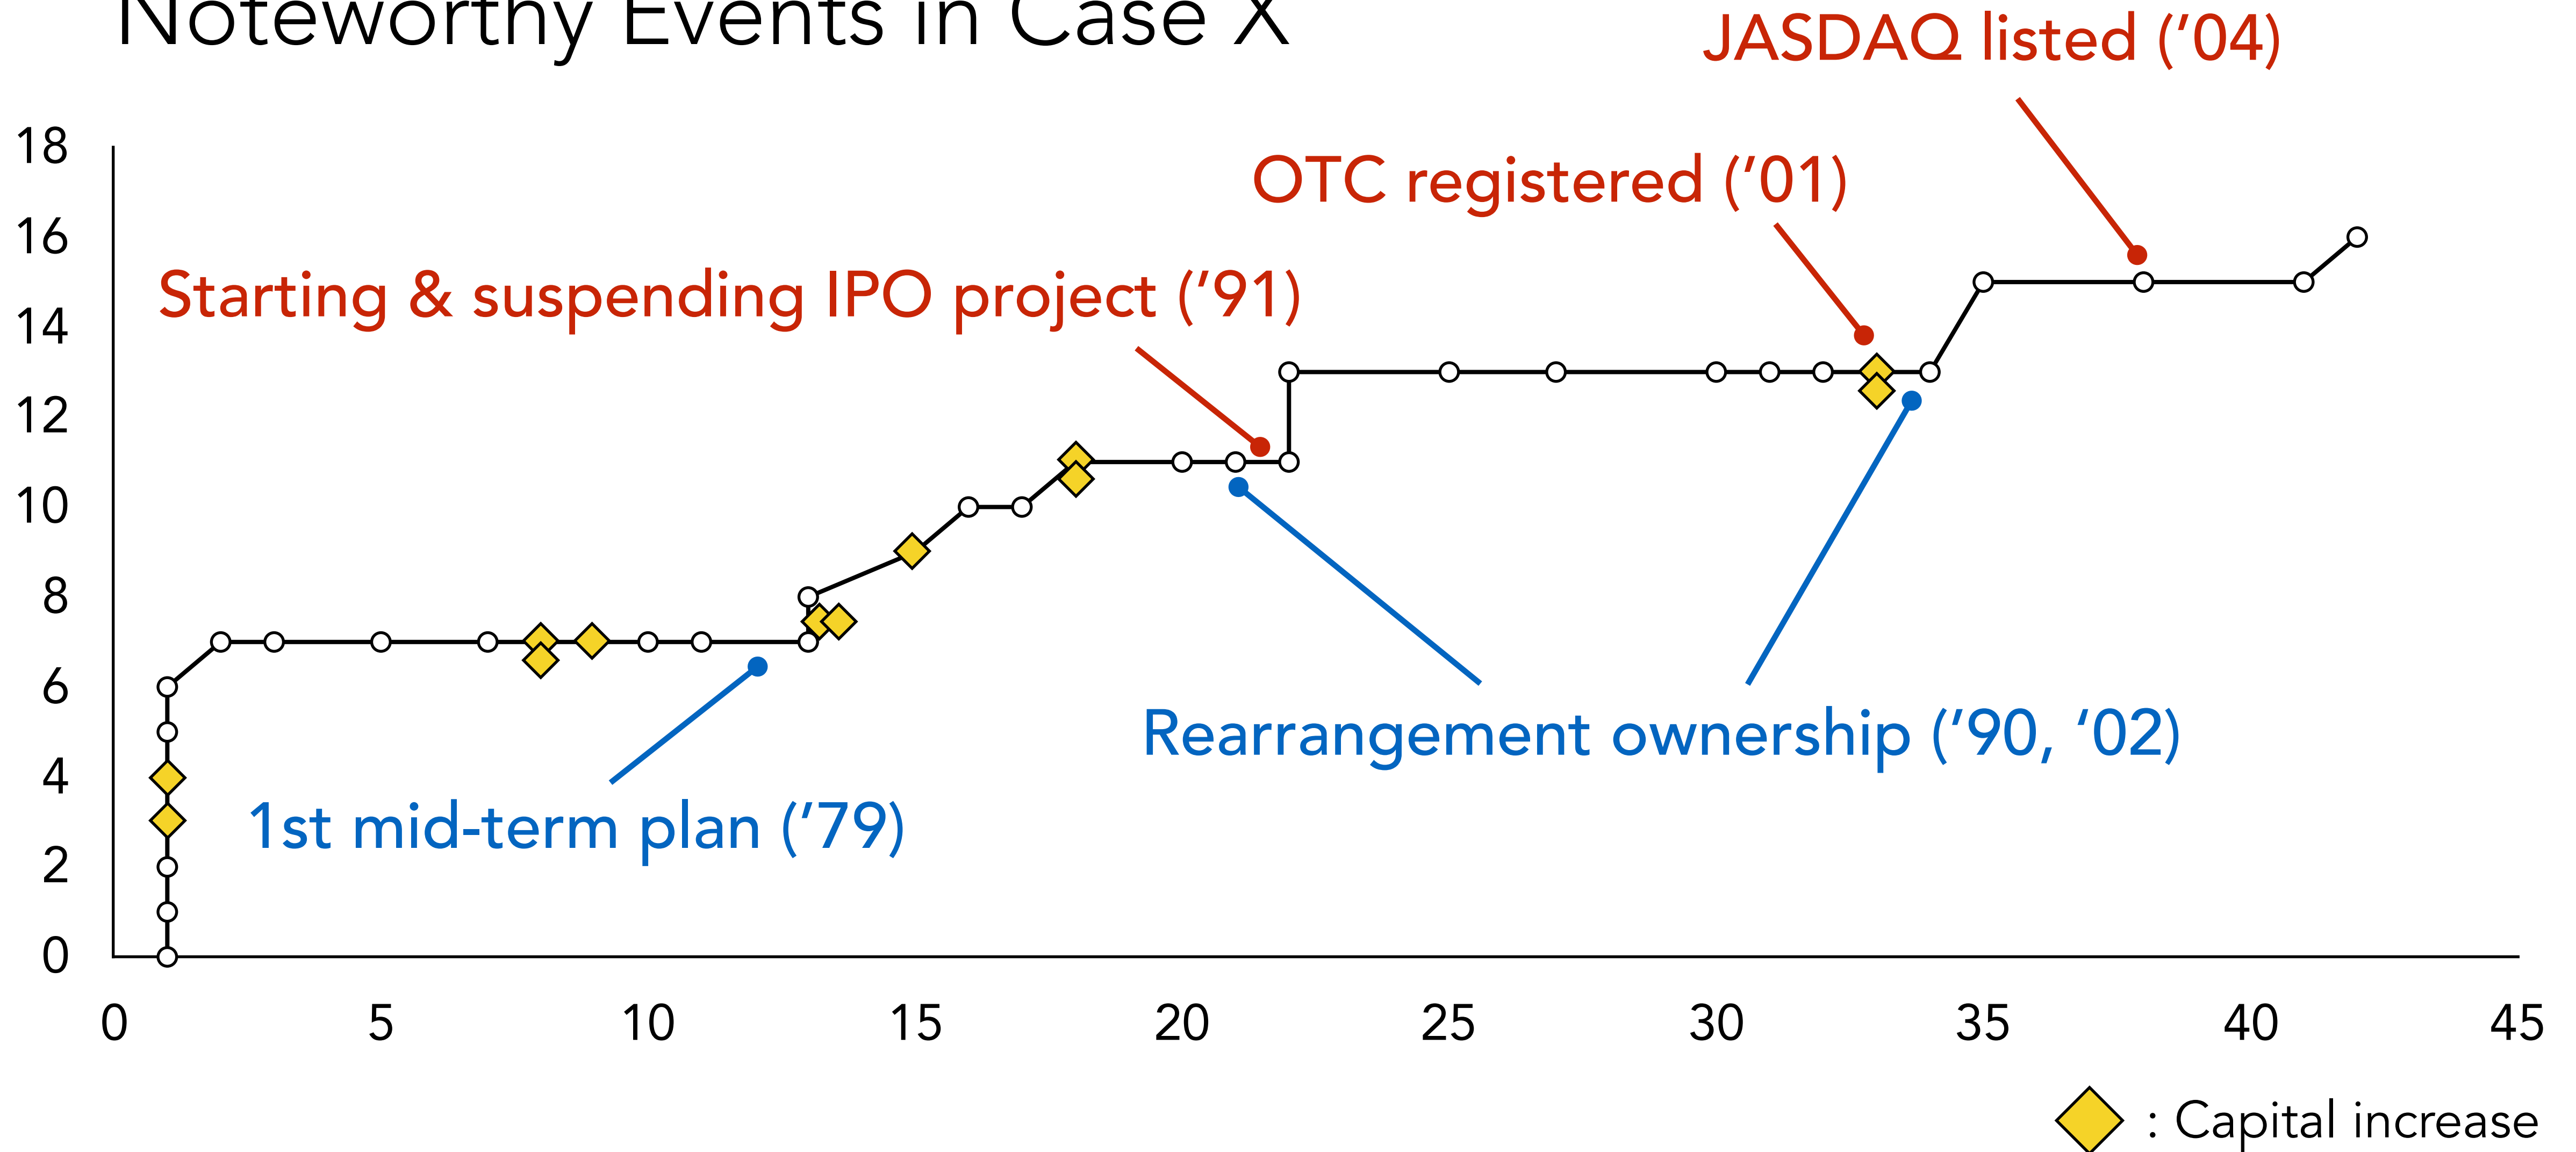 Noteworthy Events in Case X
JASDAQ listed (‘04)
OTC registered (‘01)
Starting & suspending IPO project (’91)
18
16
14
12
10
8
6
4
2
0
Rearrangement ownership (’90, ‘02)
1st mid-term plan (’79)
0 5 10 15 20 25 30 35 40 45
: Capital increase